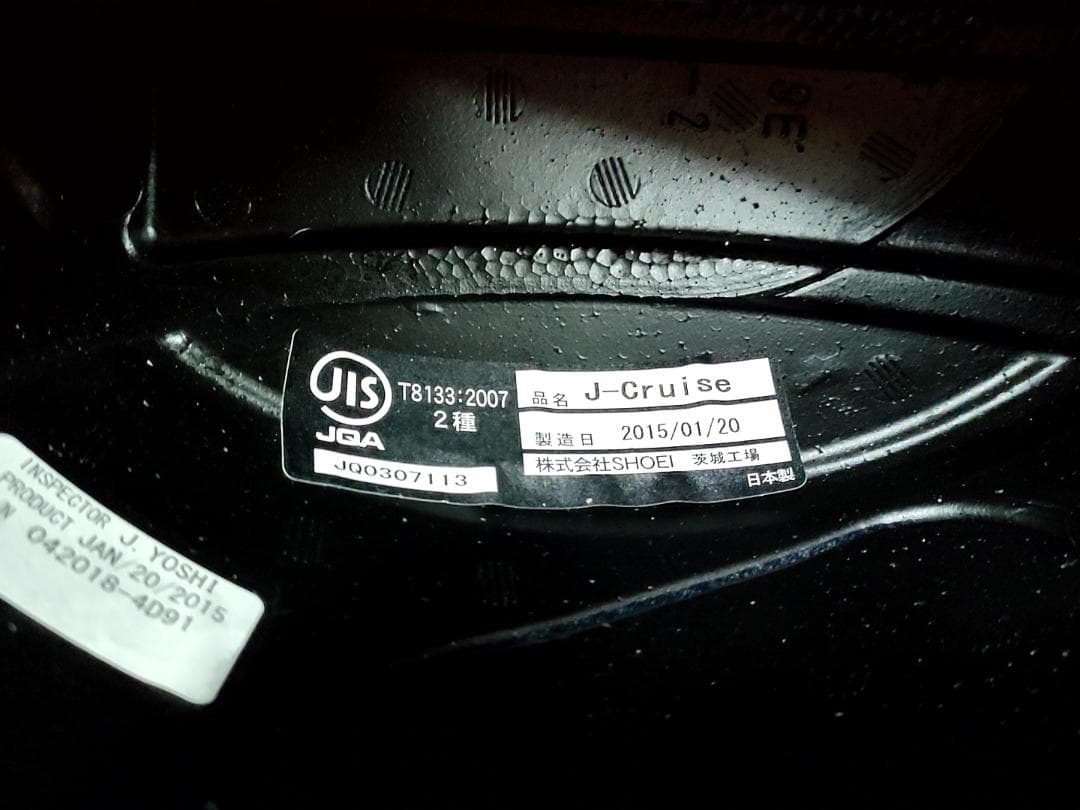 9E
-2
JIS
JQA
T8133:2007
2種
JQ0307113
品名 J-Cruise
製造日 2015/01/20
株式会社SHOEI 茨城工場
日本製
INSPECTOR J. YOSHI
PRODUCT JAN/20/2015
N 042018-4D91